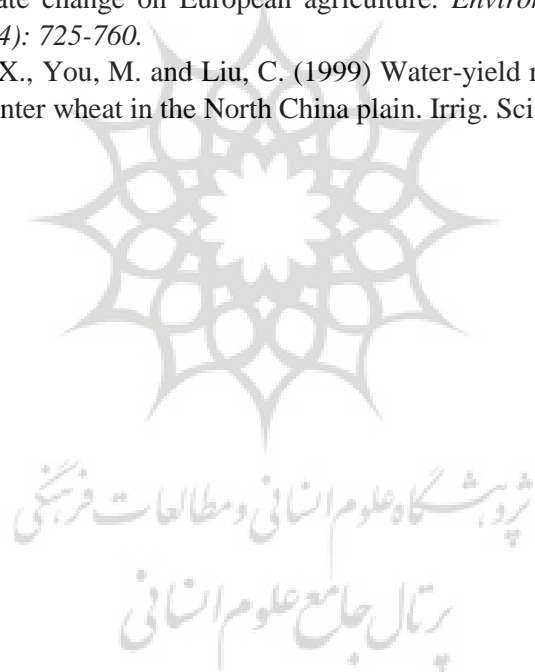 ate change on European agriculture. Environ
4): 725-760.
X., You, M. and Liu, C. (1999) Water-yield r
nter wheat in the North China plain. Irrig. Sci
پژوهشگاه علوم انسانی و مطالعات فرهنگی
پرتال جامع علوم انسانی